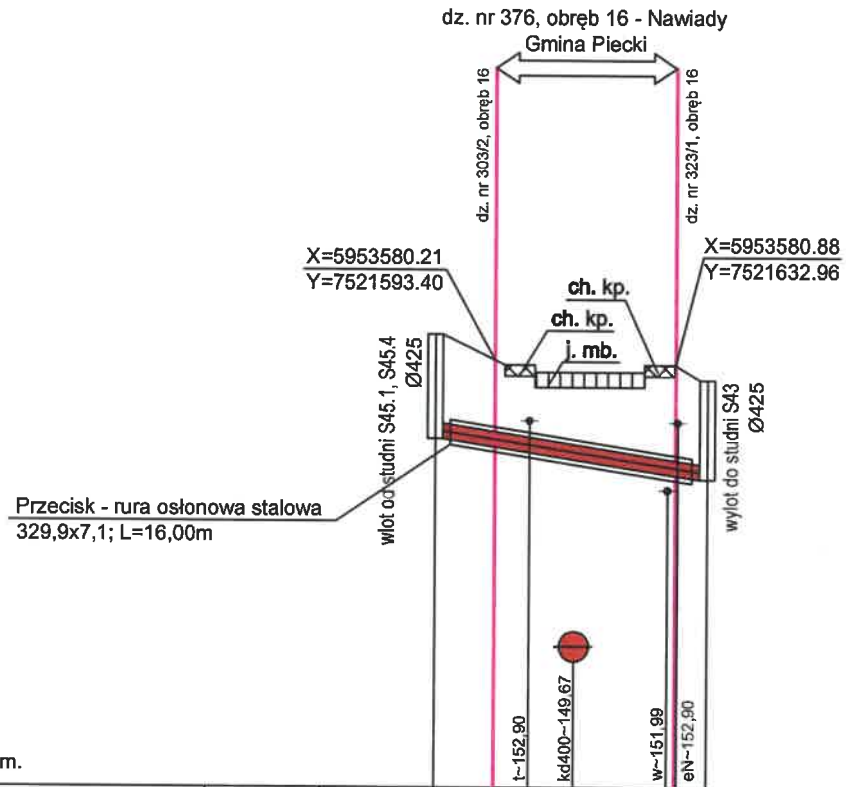 dz. nr 376, obręb 16 - Nawiady
Gmina Piecki
dz. nr 303/2, obręb 16
dz. nr 323/1, obręb 16
X=5953580.21
Y=7521593.40
X=5953580.88
Y=7521632.96
ch. kp.
ch. kp.
j. mb.
wlot od studni S45.1, S45.4
Ø425
wylot do studni S43
Ø425
Przecisk - rura osłonowa stalowa
329,9x7,1; L=16,00m
t~152,90
kd400~149,67
w~151,99
eN~152,90
m.